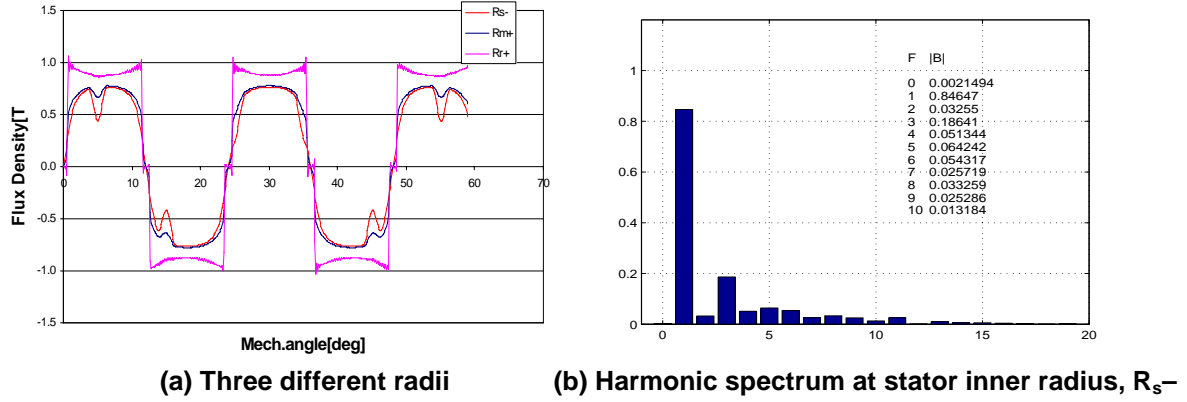 1.5
1.0
0.5
0.0
-0.5
-1.0
-1.5
0 10 20 30 40 50 60 70
Flux Density[T
Mech.angle[deg]
Rs-
Rm+
Rr+
(a) Three different radii
1
0.8
0.6
0.4
0.2
0
0 5 10 15 20
F |B|
0 0.0021494
1 0.84647
2 0.03255
3 0.18641
4 0.051344
5 0.064242
6 0.054317
7 0.025719
8 0.033259
9 0.025286
10 0.013184
(b) Harmonic spectrum at stator inner radius, Rs–